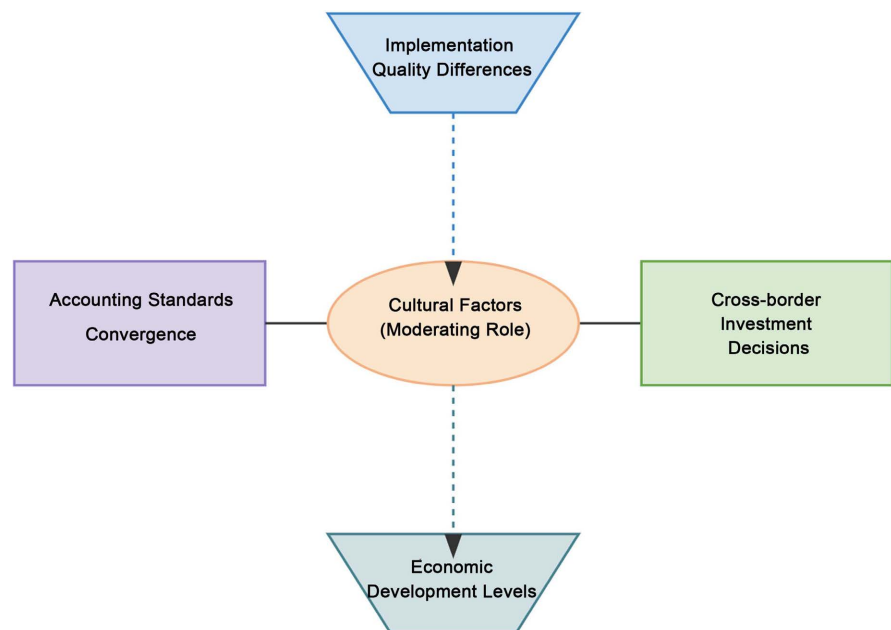 Implementation
Quality Differences
Accounting Standards
Convergence
Cultural Factors
(Moderating Role)
Cross-border
Investment
Decisions
Economic
Development Levels